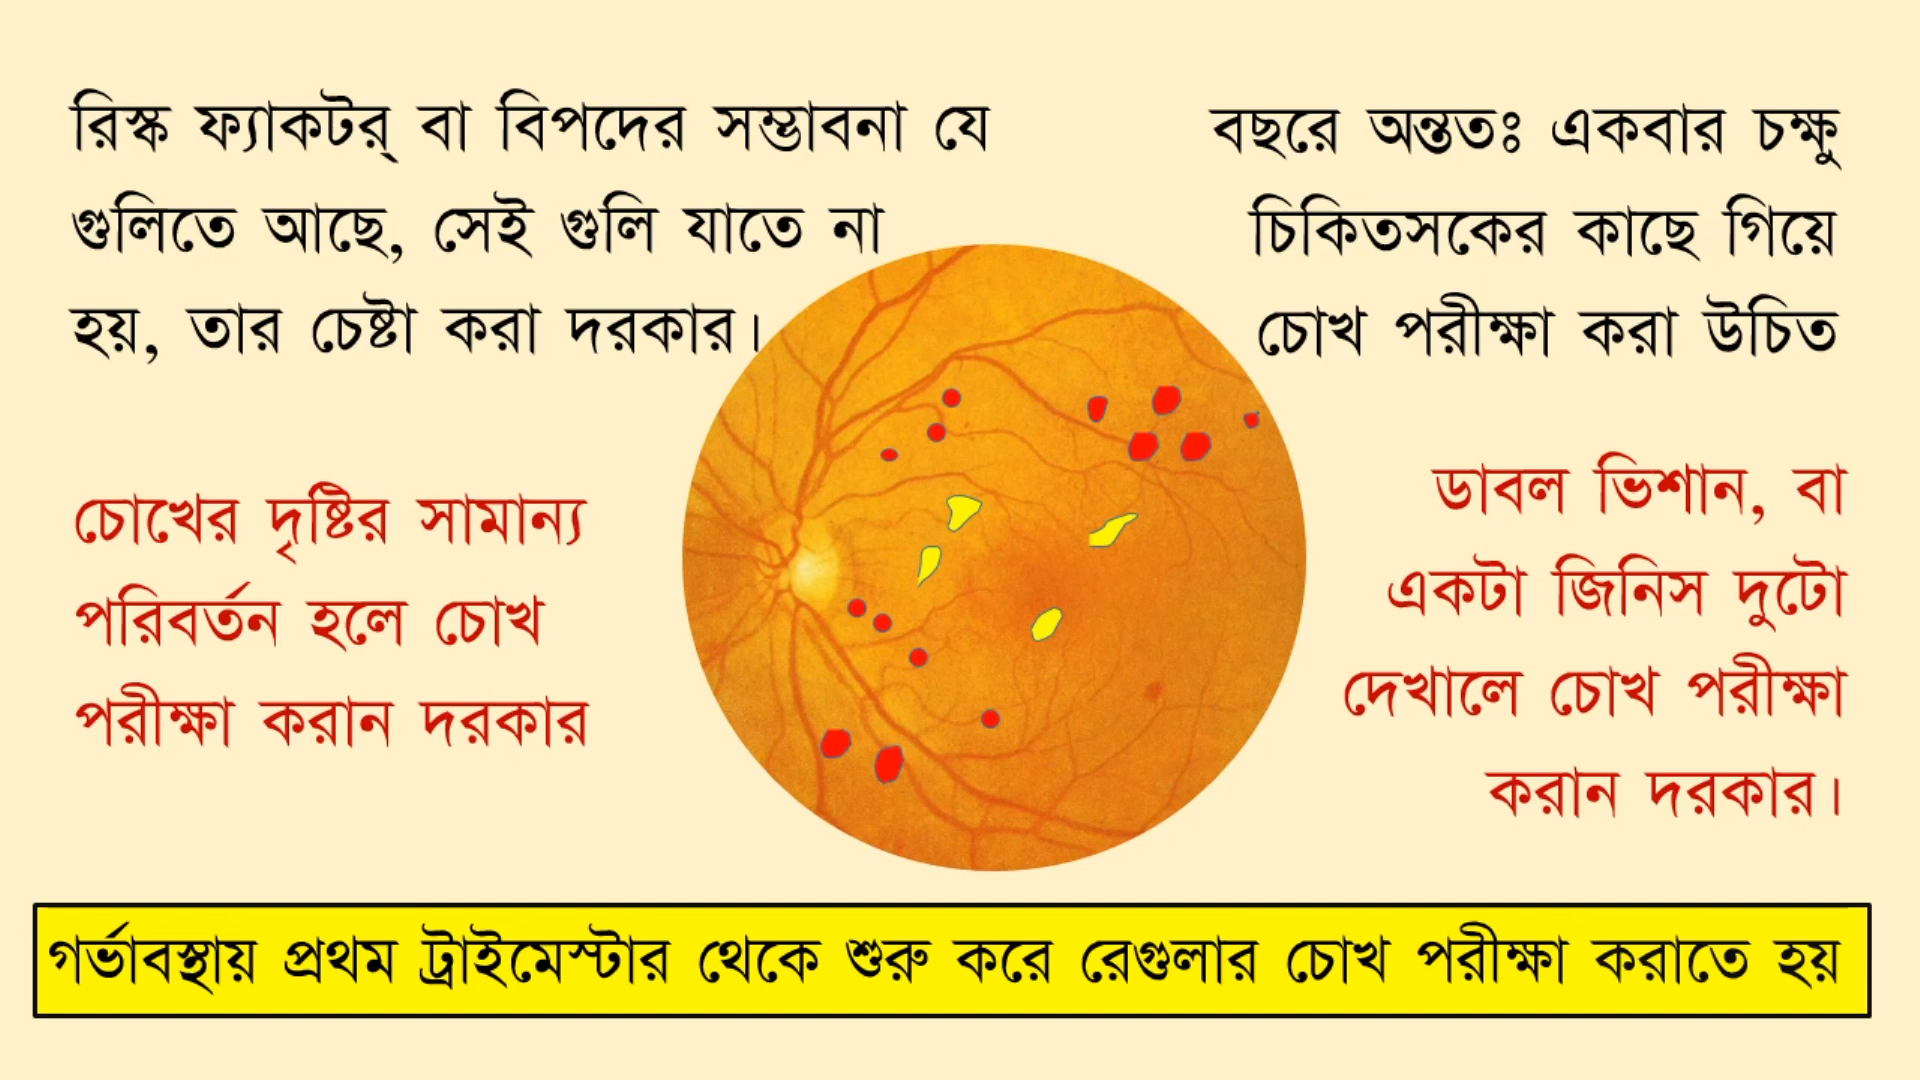 রিস্ক ফ্যাকটর্ বা বিপদের সম্ভাবনা যে
গুলিতে আছে, সেই গুলি যাতে না
হয়, তার চেষ্টা করা দরকার।
বছরে অন্ততঃ একবার চক্ষু
চিকিতসকের কাছে গিয়ে
চোখ পরীক্ষা করা উচিত
চোখের দৃষ্টির সামান্য
পরিবর্তন হলে চোখ
পরীক্ষা করান দরকার
ডাবল ভিশান, বা
একটা জিনিস দুটো
দেখালে চোখ পরীক্ষা
করান দরকার।
গর্ভাবস্থায় প্রথম ট্রাইমেস্টার থেকে শুরু করে রেগুলার চোখ পরীক্ষা করাতে হয়